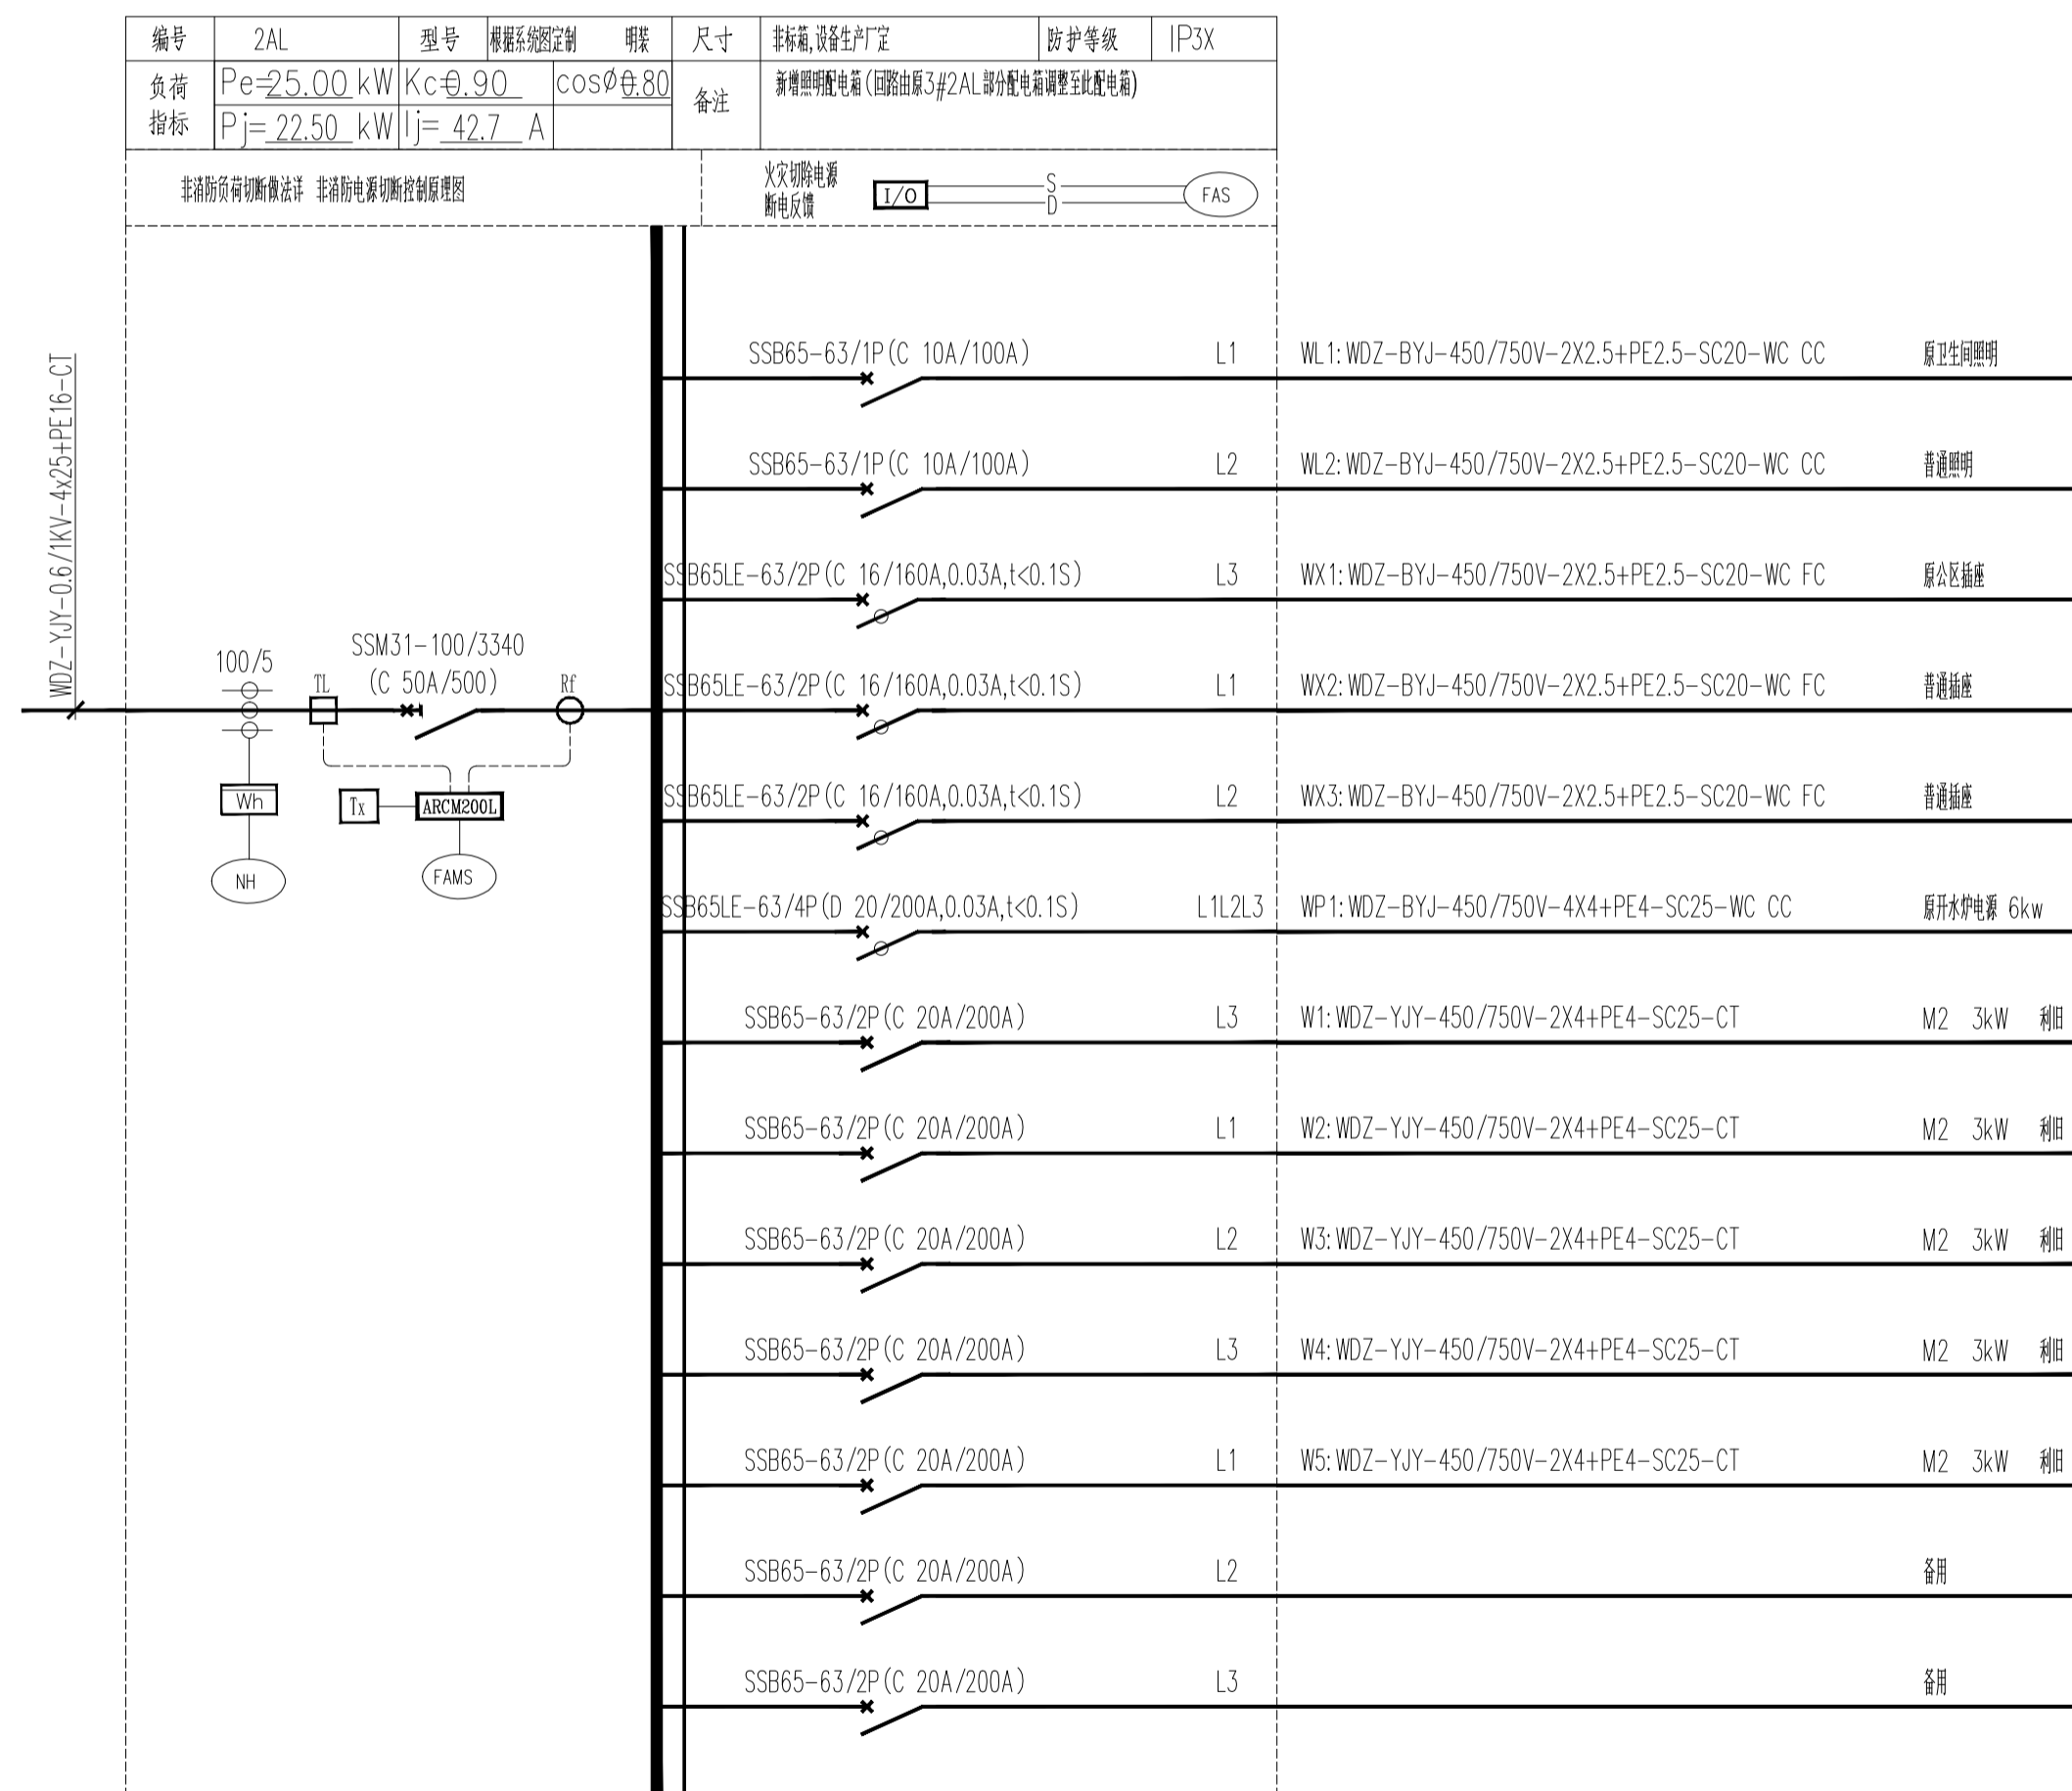 编号 2AL 型号 根据系统图定制 明装 尺寸 非标箱,设备生产厂定 防护等级 IP3X
负荷指标 Pe=25.00 kW Kc=0.90 cosØ=0.80 备注 新增照明配电箱(回路由原3#2AL部分配电箱调整至此配电箱)
Pj= 22.50 kW Ij= 42.7 A
非消防负荷切断做法详 非消防电源切断控制原理图
火灾切除电源
断电反馈
I/O S D FAS
WDZ-YJY-0.6/1KV-4x25+PE16-CT
100/5
TL
SSM31-100/3340
(C 50A/500)
Rf
Wh
Tx
ARCM200L
NH
FAMS
SSB65-63/1P(C 10A/100A) L1 WL1:WDZ-BYJ-450/750V-2X2.5+PE2.5-SC20-WC CC 原卫生间照明
SSB65-63/1P(C 10A/100A) L2 WL2:WDZ-BYJ-450/750V-2X2.5+PE2.5-SC20-WC CC 普通照明
SSB65LE-63/2P(C 16/160A,0.03A,t<0.1S) L3 WX1:WDZ-BYJ-450/750V-2X2.5+PE2.5-SC20-WC FC 原公区插座
SSB65LE-63/2P(C 16/160A,0.03A,t<0.1S) L1 WX2:WDZ-BYJ-450/750V-2X2.5+PE2.5-SC20-WC FC 普通插座
SSB65LE-63/2P(C 16/160A,0.03A,t<0.1S) L2 WX3:WDZ-BYJ-450/750V-2X2.5+PE2.5-SC20-WC FC 普通插座
SSB65LE-63/4P(D 20/200A,0.03A,t<0.1S) L1L2L3 WP1:WDZ-BYJ-450/750V-4X4+PE4-SC25-WC CC 原开水炉电源 6kw
SSB65-63/2P(C 20A/200A) L3 W1:WDZ-YJY-450/750V-2X4+PE4-SC25-CT M2 3kW 利旧
SSB65-63/2P(C 20A/200A) L1 W2:WDZ-YJY-450/750V-2X4+PE4-SC25-CT M2 3kW 利旧
SSB65-63/2P(C 20A/200A) L2 W3:WDZ-YJY-450/750V-2X4+PE4-SC25-CT M2 3kW 利旧
SSB65-63/2P(C 20A/200A) L3 W4:WDZ-YJY-450/750V-2X4+PE4-SC25-CT M2 3kW 利旧
SSB65-63/2P(C 20A/200A) L1 W5:WDZ-YJY-450/750V-2X4+PE4-SC25-CT M2 3kW 利旧
SSB65-63/2P(C 20A/200A) L2 备用
SSB65-63/2P(C 20A/200A) L3 备用